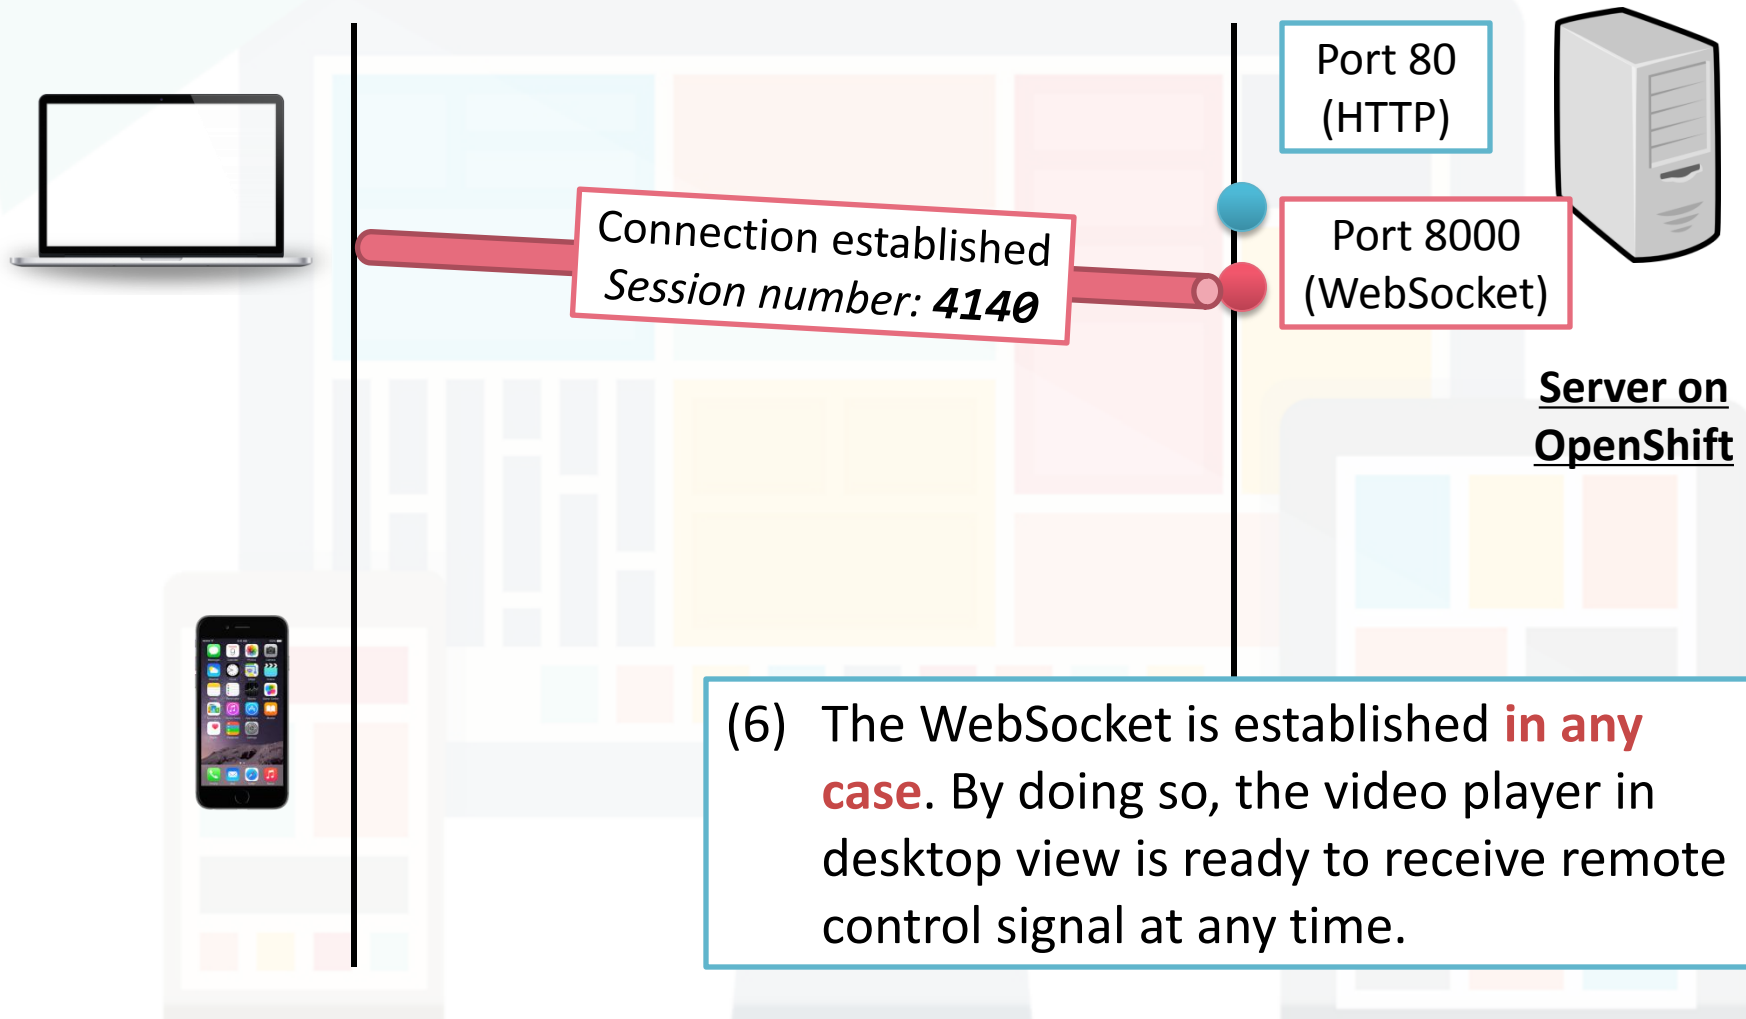 Port 80
(HTTP)
Connection established
Session number: 4140
Port 8000
(WebSocket)
Server on
OpenShift
(6) The WebSocket is established in any
case. By doing so, the video player in
desktop view is ready to receive remote
control signal at any time.